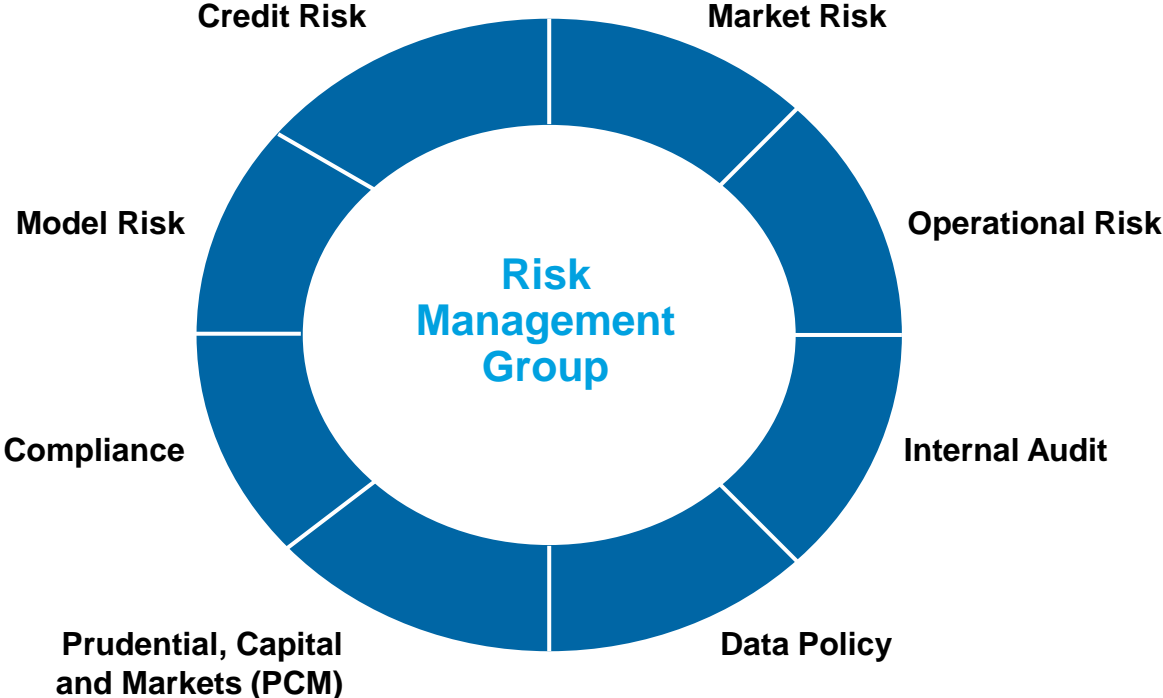 Credit Risk
Market Risk
Model Risk
Operational Risk
Risk
Management
Group
Compliance
Internal Audit
Prudential, Capital
and Markets (PCM)
Data Policy